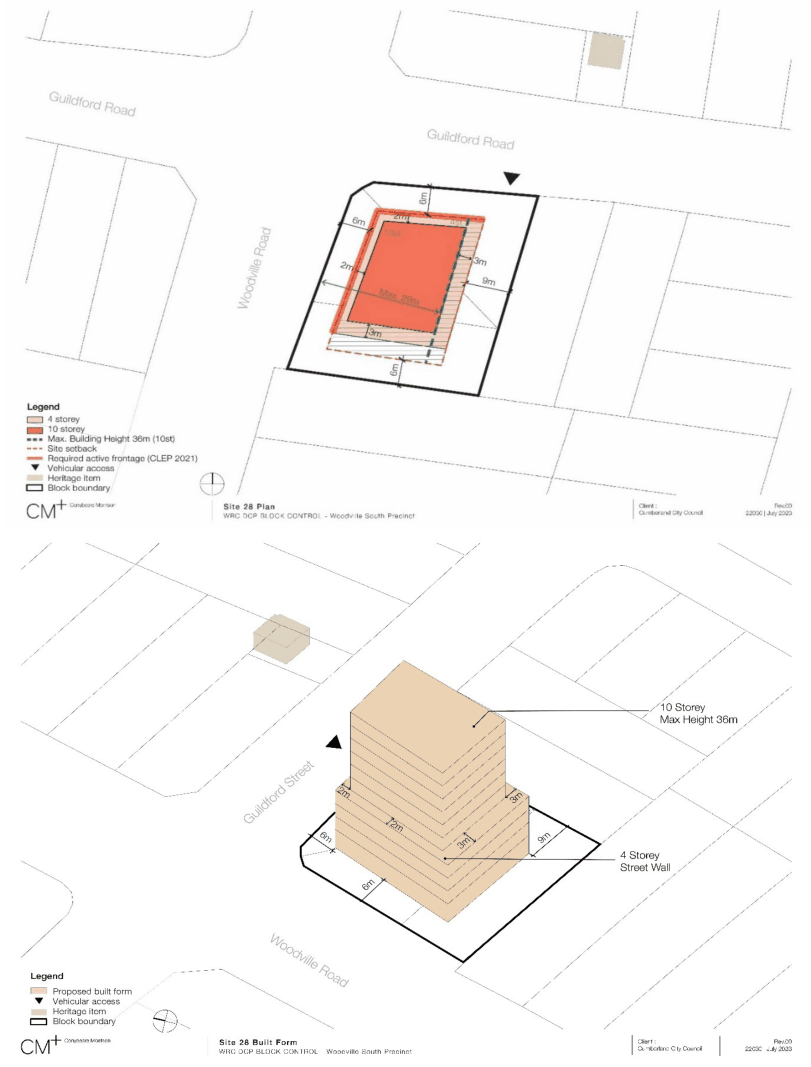 Guildford Road
Guildford Road
6m
2m
6m
3m
2m
9m
Woodville Road
3m
6m
Legend
4 storey
10 storey
Max. Building Height 36m (10st)
Site setback
Required active frontage (CLEP 2021)
Vehicular access
Heritage item
Block boundary
CM+
Conybeare Morrison
Site 28 Plan
WRC DCP BLOCK CONTROL - Woodville South Precinct
Client :
Cumberland City Council
Rev.00
22030 | July 2023
10 Storey
Max Height 36m
Guildford Street
2m
3m
2m
6m
3m
9m
4 Storey
Street Wall
6m
Woodville Road
Legend
Proposed built form
Vehicular access
Heritage item
Block boundary
CM+
Conybeare Morrison
Site 28 Built Form
WRC DCP BLOCK CONTROL Woodville South Precinct
Client :
Cumberland City Council
Rev.00
22030 July 2023